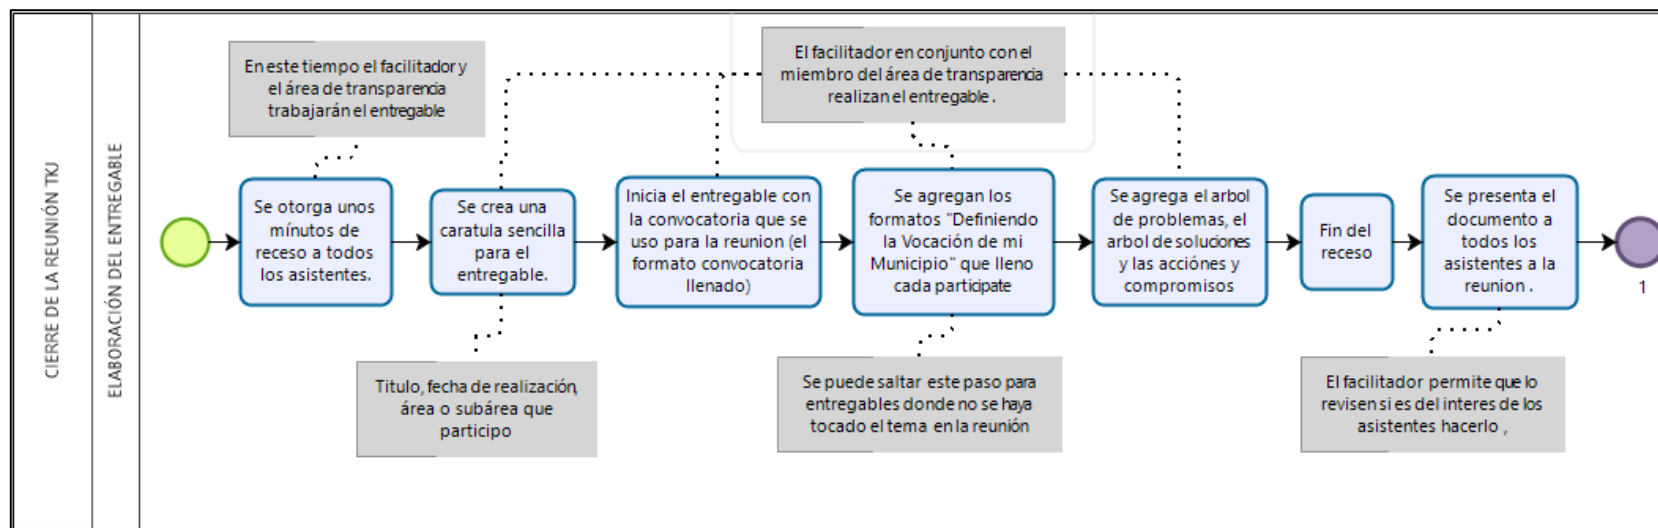 CIERRE DE LA REUNIÓN TKJ
ELABORACIÓN DEL ENTREGABLE
En este tiempo el facilitador y
el área de transparencia
trabajarán el entregable
El facilitador en conjunto con el
miembro del área de transparencia
realizan el entregable .
Se otorga unos
mínutos de
receso a todos
los asistentes.
Se crea una
caratula sencilla
para el
entregable.
Inicia el entregable con
la convocatoria que se
uso para la reunion (el
formato convocatoria
llenado)
Se agregan los
formatos "Definiendo
la Vocación de mi
Municipio" que lleno
cada participate
Se agrega el arbol
de problemas, el
arbol de soluciones
y las acciónes y
compromisos
Fin del
receso
Se presenta el
documento a
todos los
asistentes a la
reunion .
1
Titulo, fecha de realización,
área o subárea que
participo
Se puede saltar este paso para
entregables donde no se haya
tocado el tema en la reunión
El facilitador permite que lo
revisen si es del interes de los
asistentes hacerlo ,